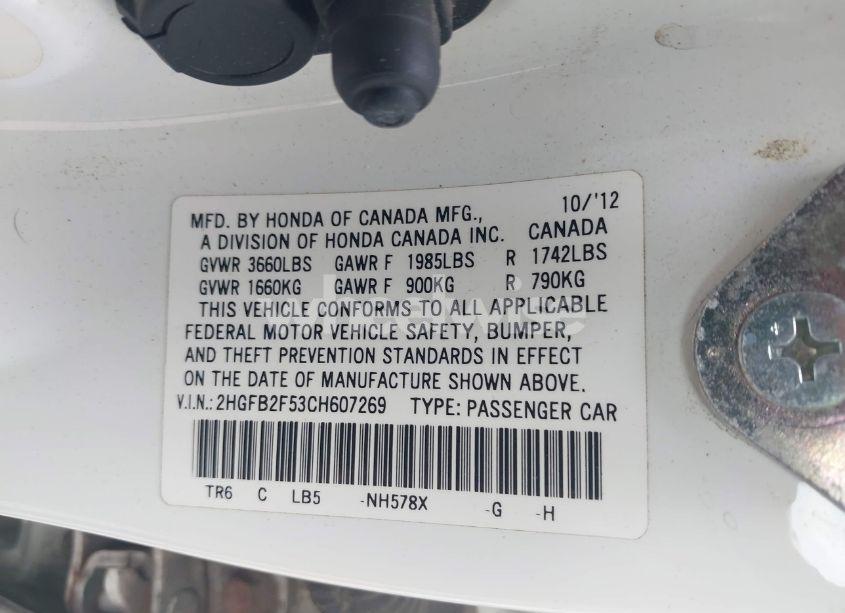 MFD. BY HONDA OF CANADA MFG., 10/'12
A DIVISION OF HONDA CANADA INC. CANADA
GVWR 3660LBS GAWR F 1985LBS R 1742LBS
GVWR 1660KG GAWR F 900KG R 790KG
THIS VEHICLE CONFORMS TO ALL APPLICABLE
FEDERAL MOTOR VEHICLE SAFETY, BUMPER,
AND THEFT PREVENTION STANDARDS IN EFFECT
ON THE DATE OF MANUFACTURE SHOWN ABOVE.
V.I.N.: 2HGFB2F53CH607269 TYPE: PASSENGER CAR
TR6 C LB5 -NH578X -G -H